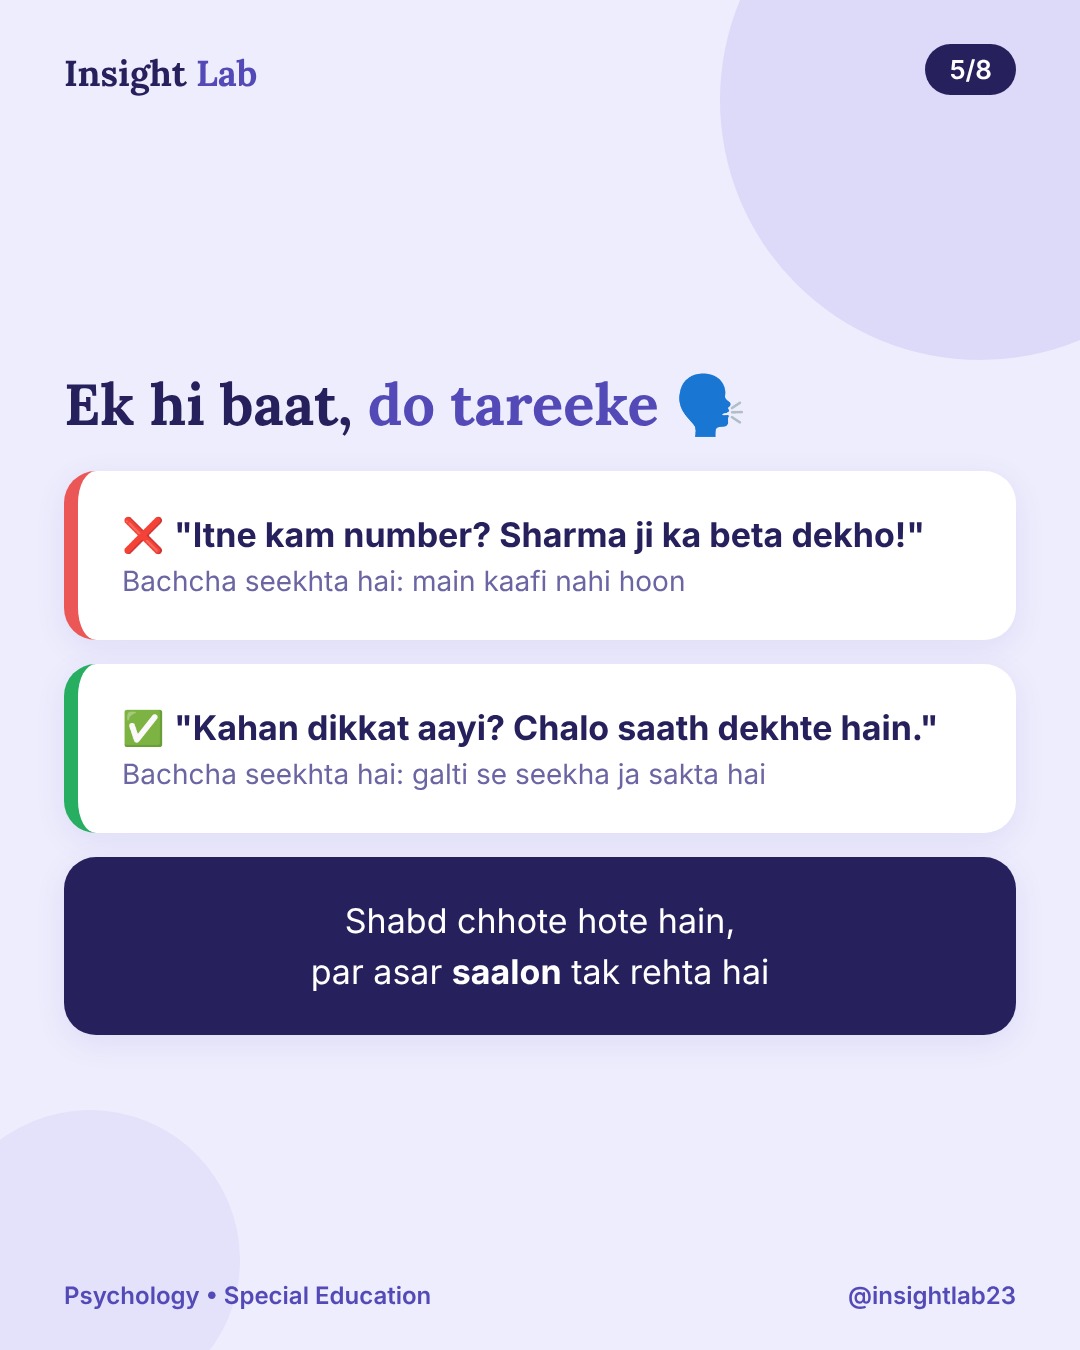 Insight Lab
5/8
Ek hi baat, do tareeke 🗣️
❌ "Itne kam number? Sharma ji ka beta dekho!"
Bachcha seekhta hai: main kaafi nahi hoon
✅ "Kahan dikkat aayi? Chalo saath dekhte hain."
Bachcha seekhta hai: galti se seekha ja sakta hai
Shabd chhote hote hain,
par asar saalon tak rehta hai
Psychology • Special Education
@insightlab23